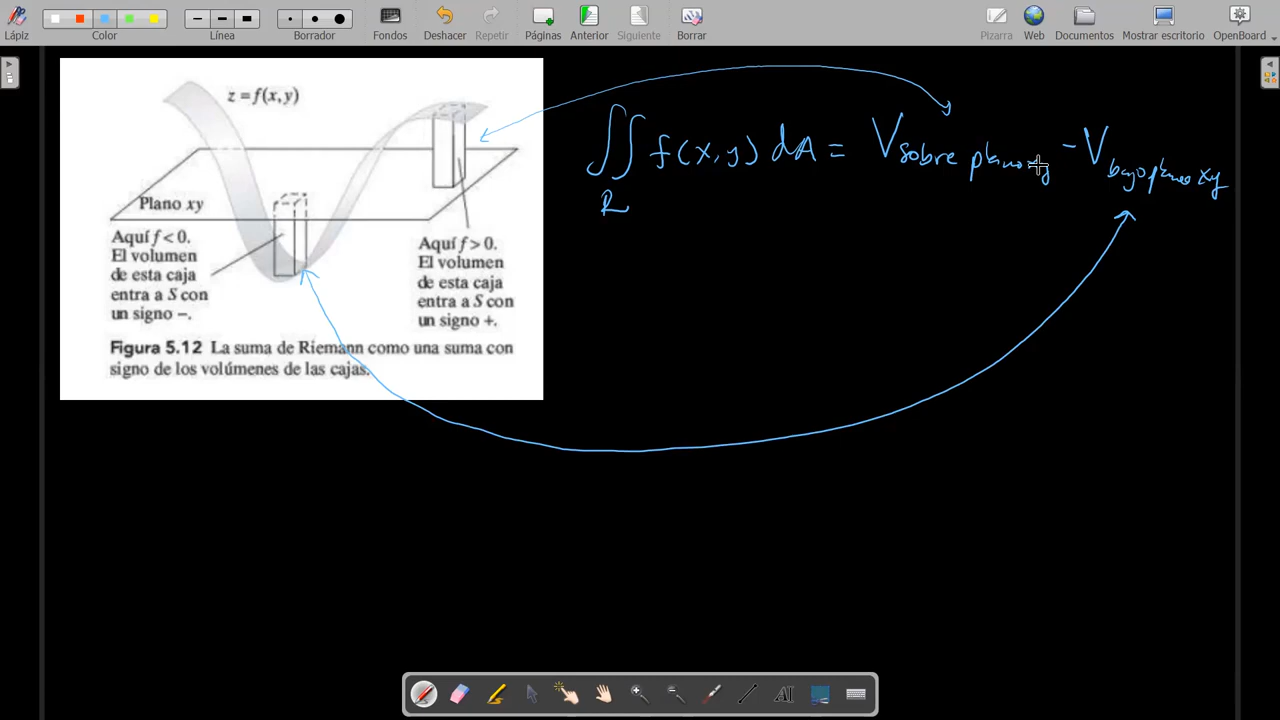 Lápiz
Color
Línea
Borrador
Fondos
Deshacer
Repetir
Páginas
Anterior
Siguiente
Borrar
Pizarra
Web
Documentos
Mostrar escritorio
OpenBoard
z = f(x, y)
Plano xy
Aquí f < 0.
El volumen
de esta caja
entra a S con
un signo −.
Aquí f > 0.
El volumen
de esta caja
entra a S con
un signo +.
Figura 5.12 La suma de Riemann como una suma con
signo de los volúmenes de las cajas.
∬_R f(x,y) dA = V sobre plano xy - V bajo plano xy
AI